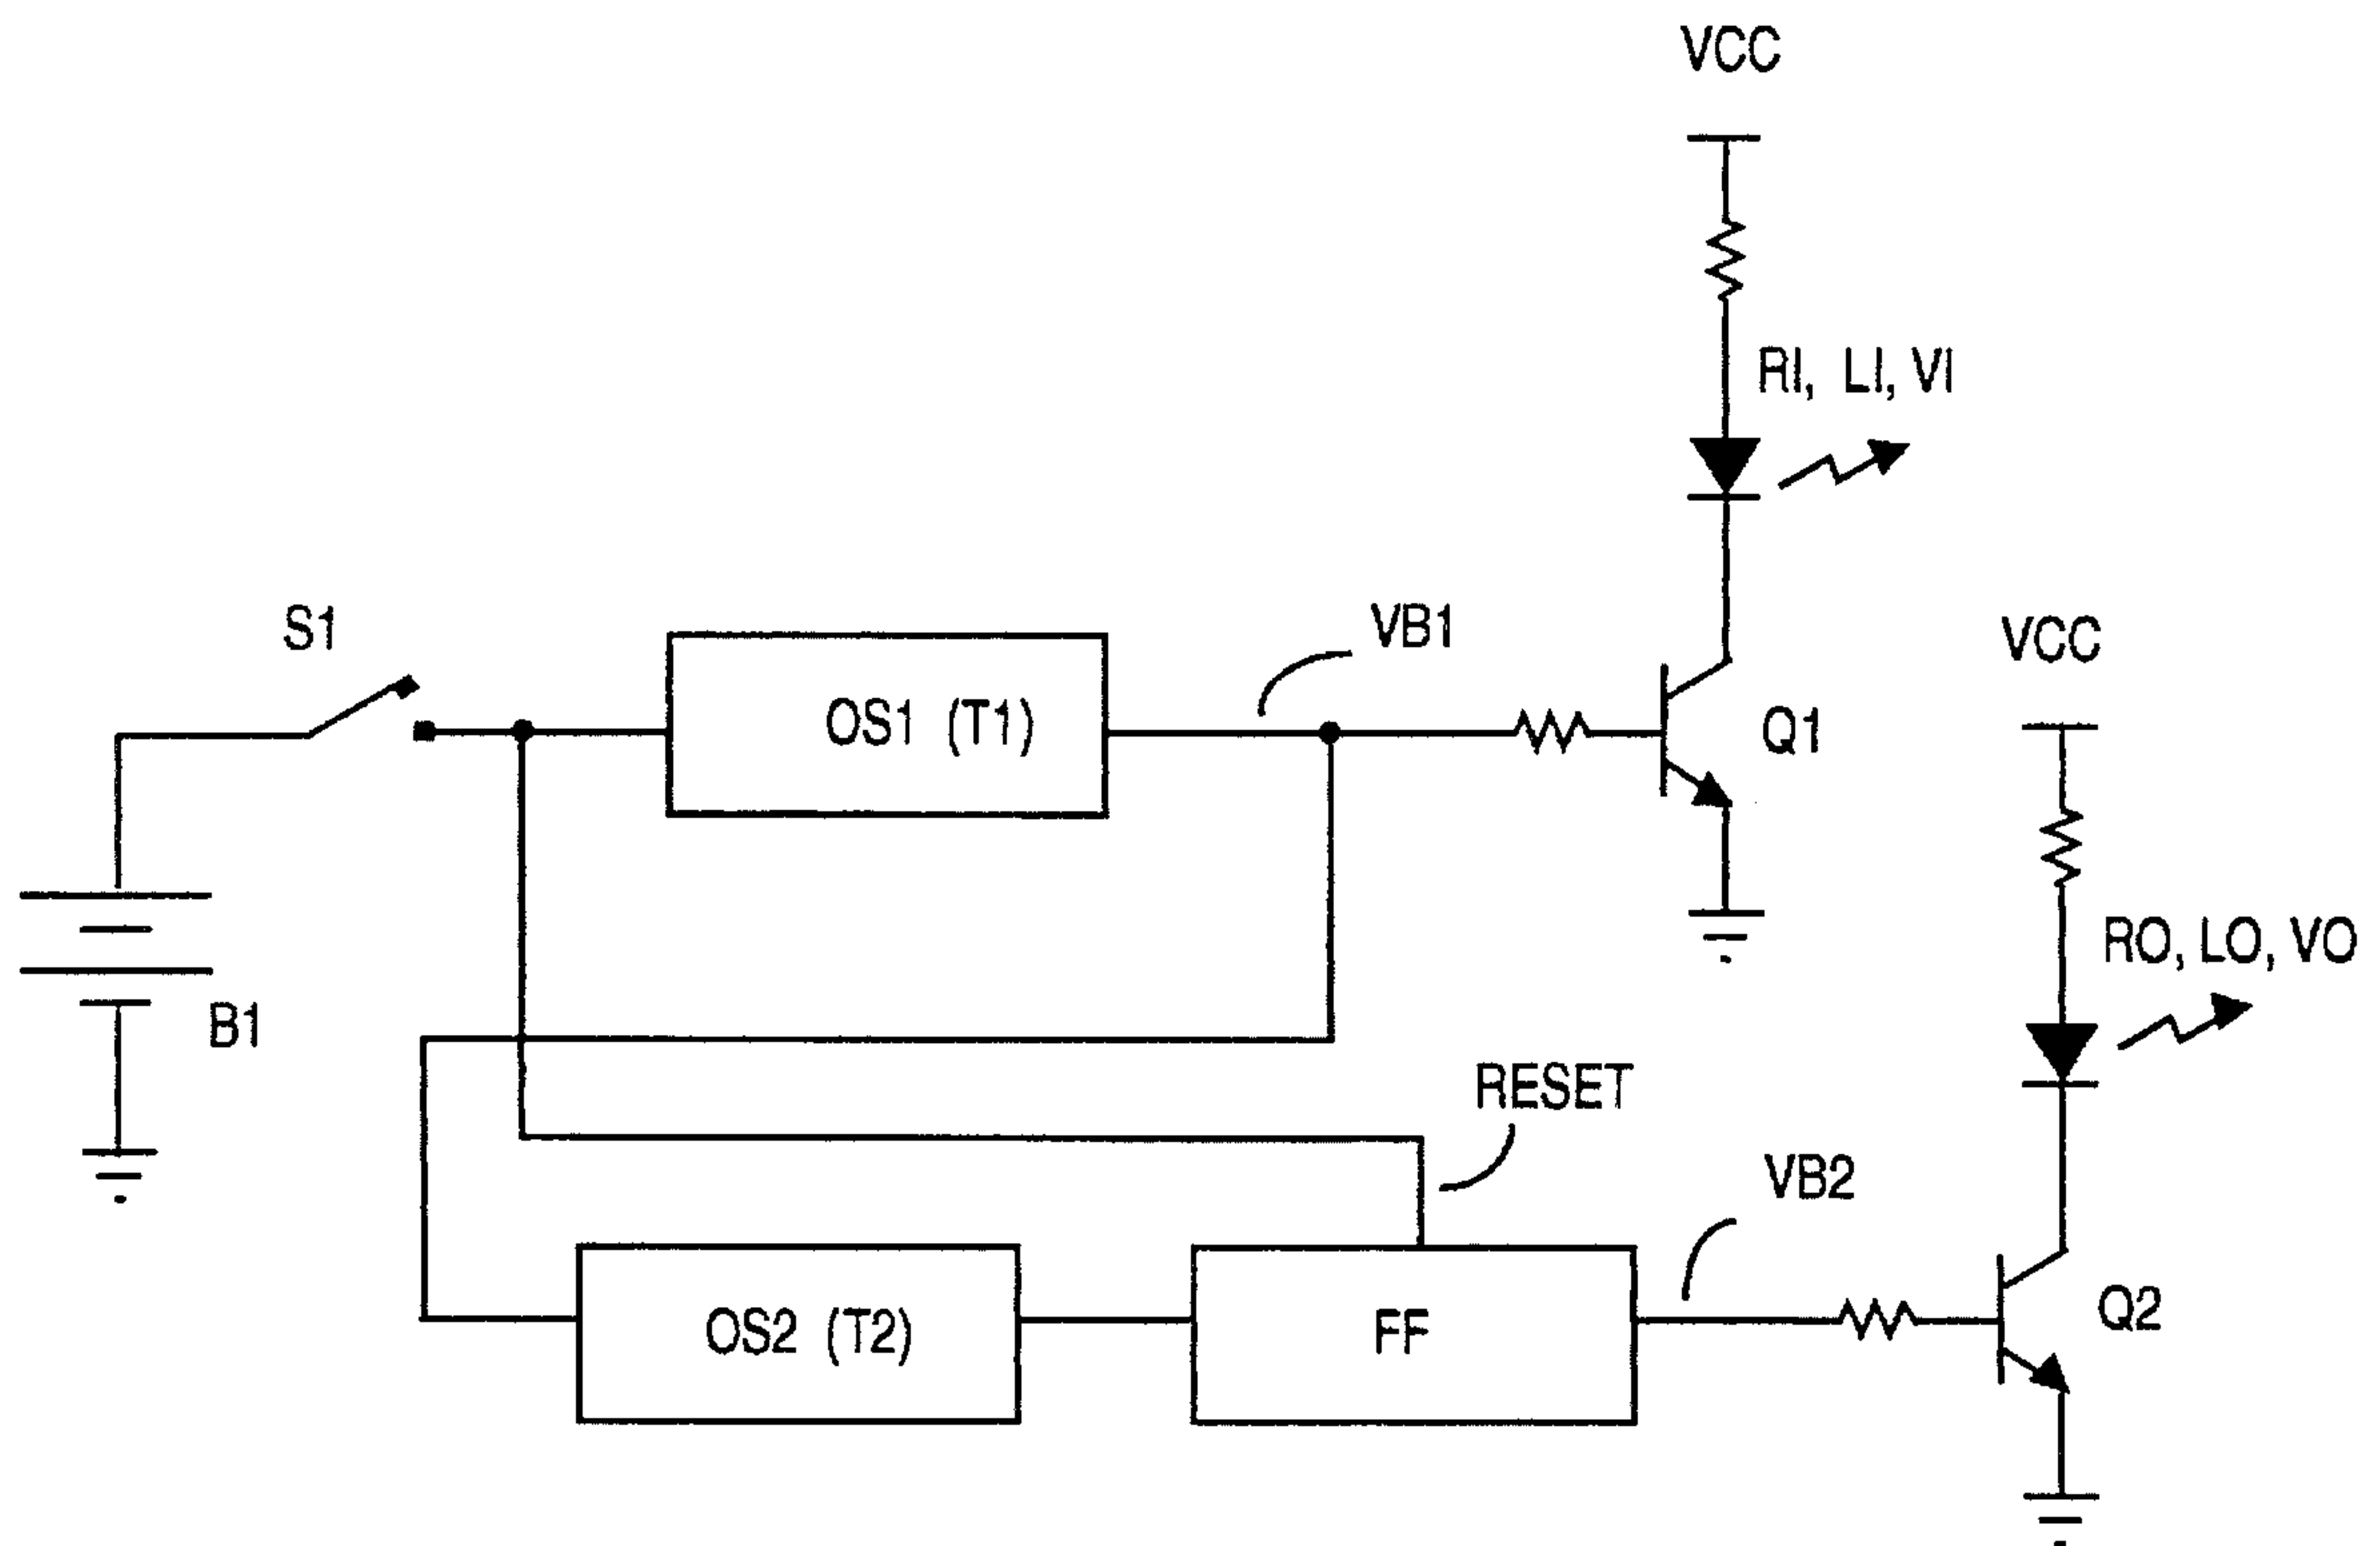 VCC
RI, LI, VI
S1
VB1
VCC
OS1 (T1)
Q1
RO, LO, VO
B1
RESET
VB2
OS2 (T2)
FF
Q2